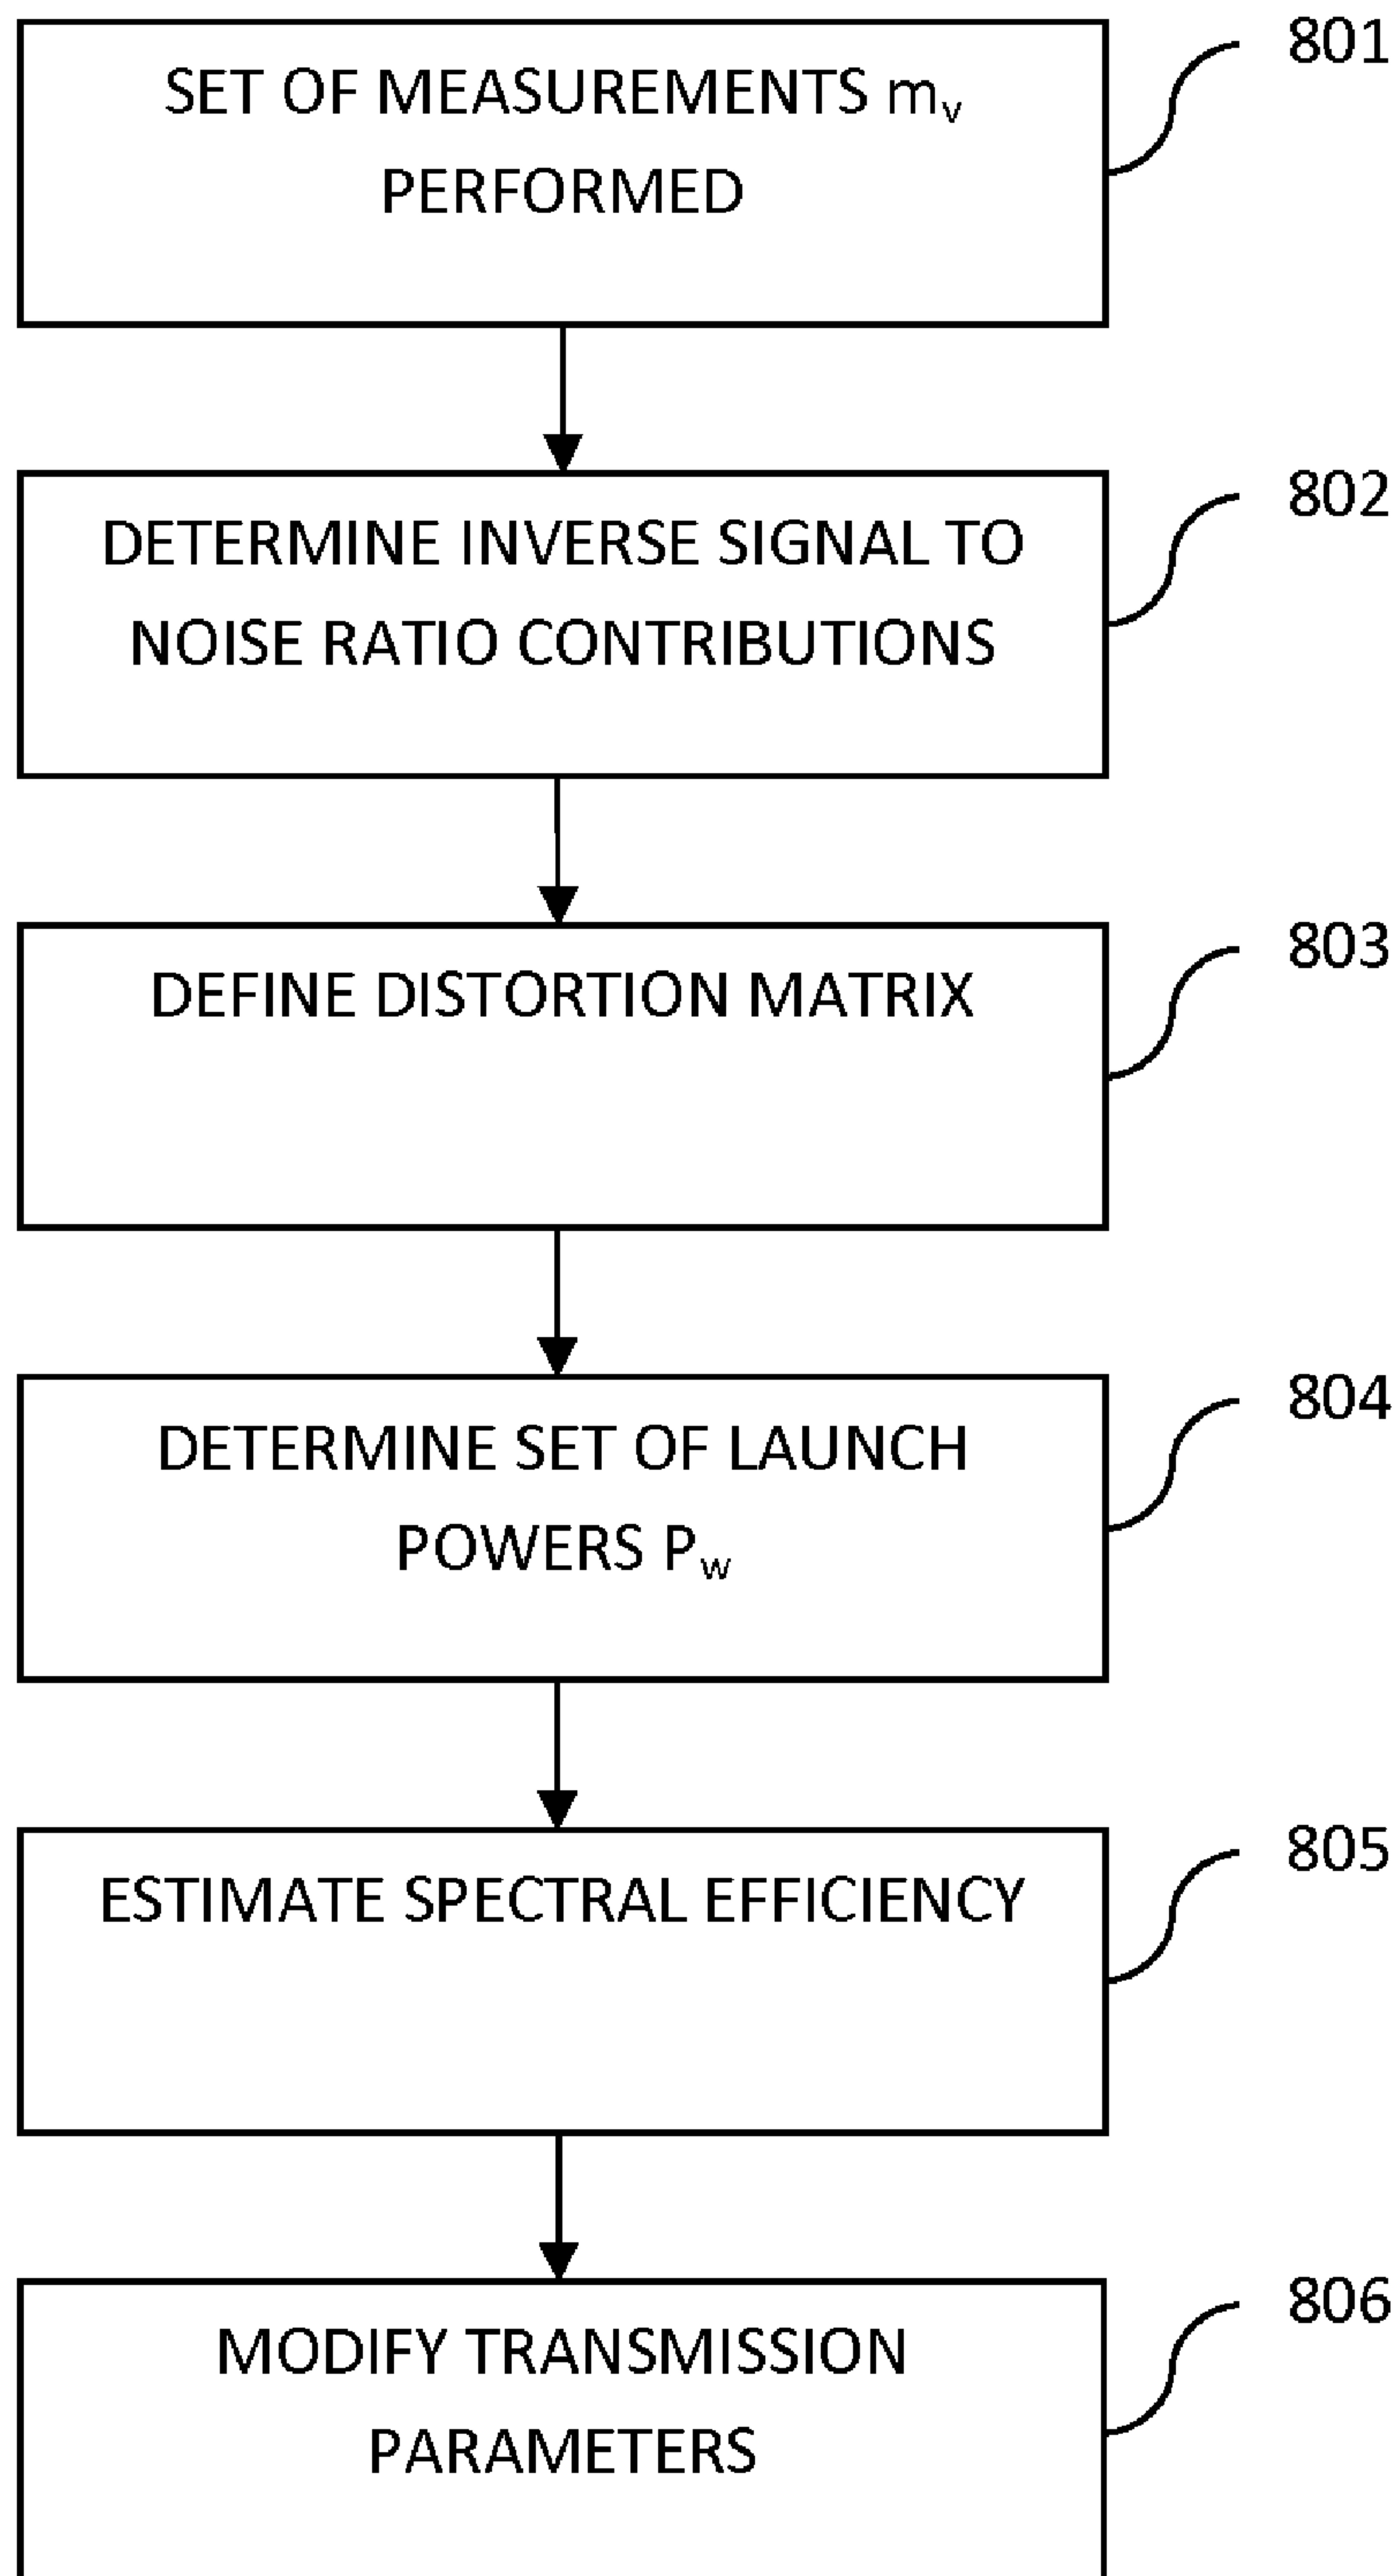 801
SET OF MEASUREMENTS mᵥ
PERFORMED
802
DETERMINE INVERSE SIGNAL TO
NOISE RATIO CONTRIBUTIONS
803
DEFINE DISTORTION MATRIX
804
DETERMINE SET OF LAUNCH
POWERS P_w
805
ESTIMATE SPECTRAL EFFICIENCY
806
MODIFY TRANSMISSION
PARAMETERS